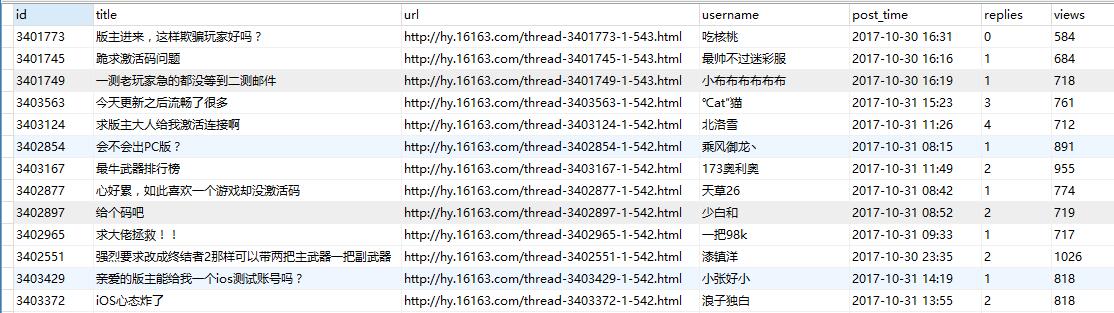 id title url username post_time replies views
3401773 版主进来，这样欺骗玩家好吗？ http://hy.16163.com/thread-3401773-1-543.html 吃核桃 2017-10-30 16:31 0 584
3401745 跪求激活码问题 http://hy.16163.com/thread-3401745-1-543.html 最帅不过迷彩服 2017-10-30 16:16 1 684
3401749 一测老玩家急的都没等到二测邮件 http://hy.16163.com/thread-3401749-1-543.html 小布布布布布布 2017-10-30 16:19 1 718
3403563 今天更新之后流畅了很多 http://hy.16163.com/thread-3403563-1-542.html °Cat″猫 2017-10-31 15:23 3 761
3403124 求版主大人给我激活连接啊 http://hy.16163.com/thread-3403124-1-542.html 北洛雪 2017-10-31 11:26 4 712
3402854 会不会出PC版？ http://hy.16163.com/thread-3402854-1-542.html 乘风御龙丶 2017-10-31 08:15 1 891
3403167 最牛武器排行榜 http://hy.16163.com/thread-3403167-1-542.html 173奥利奥 2017-10-31 11:49 2 955
3402877 心好累，如此喜欢一个游戏却没激活码 http://hy.16163.com/thread-3402877-1-542.html 天草26 2017-10-31 08:42 1 774
3402897 给个码吧 http://hy.16163.com/thread-3402897-1-542.html 少白和 2017-10-31 08:52 2 719
3402965 求大佬拯救！！ http://hy.16163.com/thread-3402965-1-542.html 一把98k 2017-10-31 09:33 1 717
3402551 强烈要求改成终结者2那样可以带两把主武器一把副武器 http://hy.16163.com/thread-3402551-1-542.html 漆镇洋 2017-10-30 23:35 2 1026
3403429 亲爱的版主能给我一个ios测试账号吗？ http://hy.16163.com/thread-3403429-1-542.html 小张好小 2017-10-31 14:19 1 818
3403372 iOS心态炸了 http://hy.16163.com/thread-3403372-1-542.html 浪子独白 2017-10-31 13:55 2 818